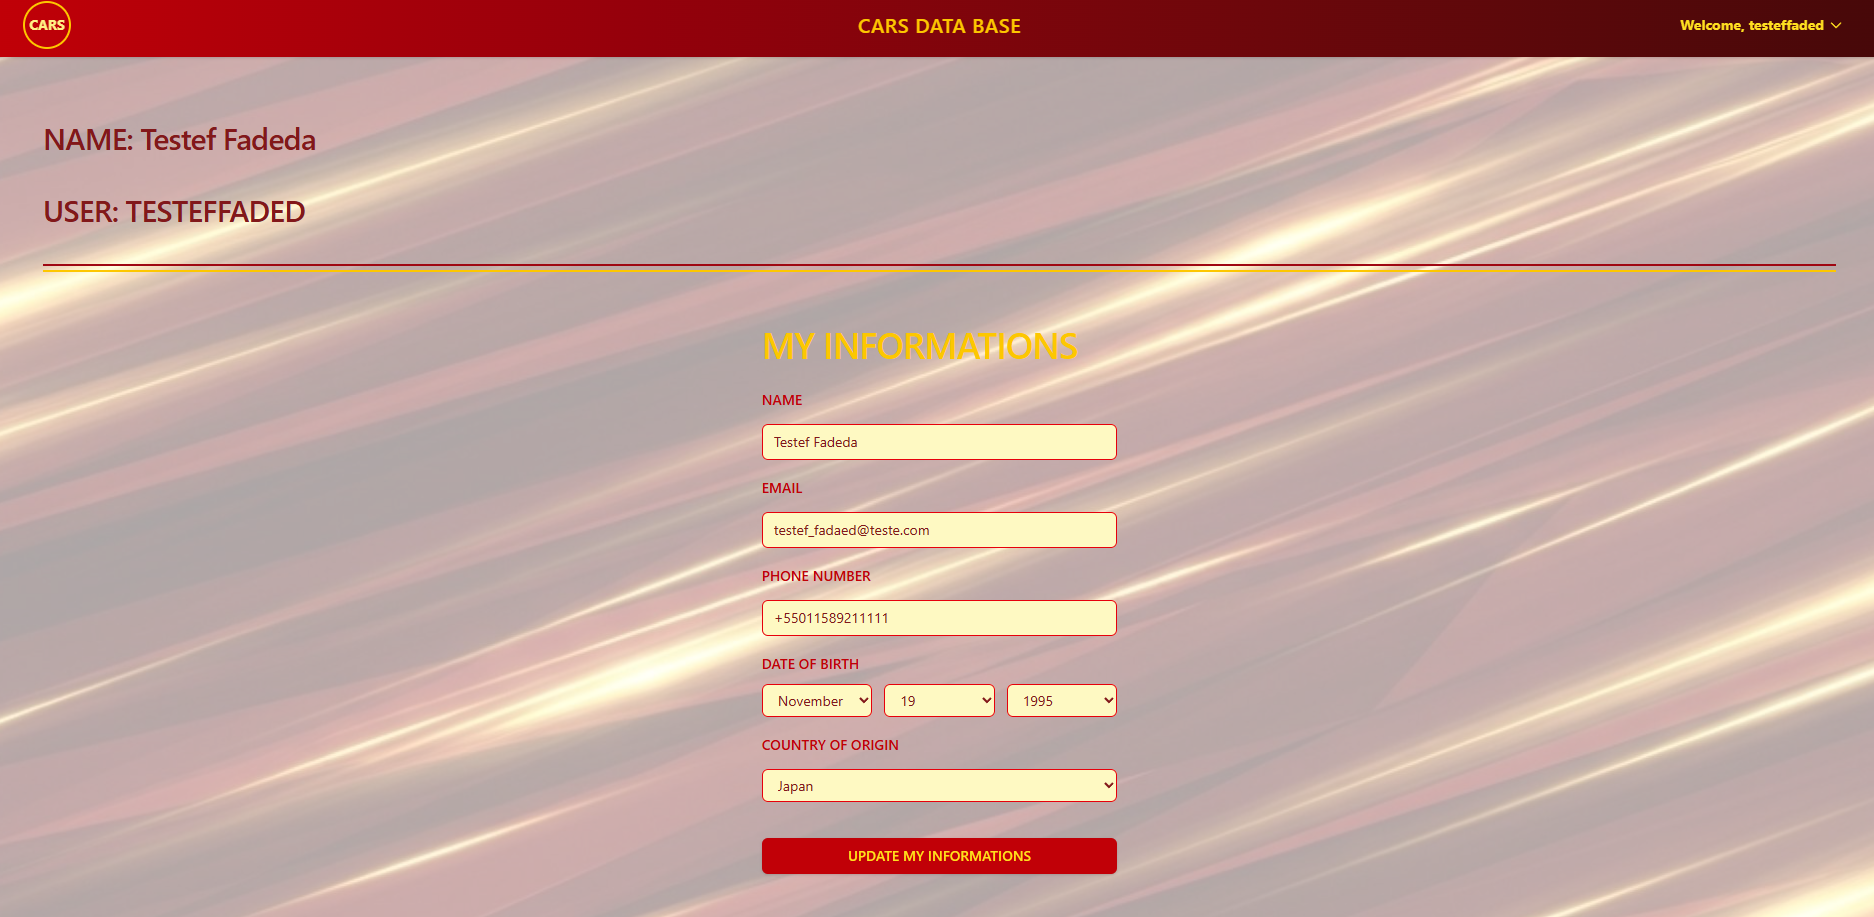 CARS
CARS DATA BASE
Welcome, testeffaded
NAME: Testef Fadeda
USER: TESTEFFADED
MY INFORMATIONS
NAME
Testef Fadeda
EMAIL
testef_fadaed@teste.com
PHONE NUMBER
+55011589211111
DATE OF BIRTH
November 19 1995
COUNTRY OF ORIGIN
Japan
UPDATE MY INFORMATIONS